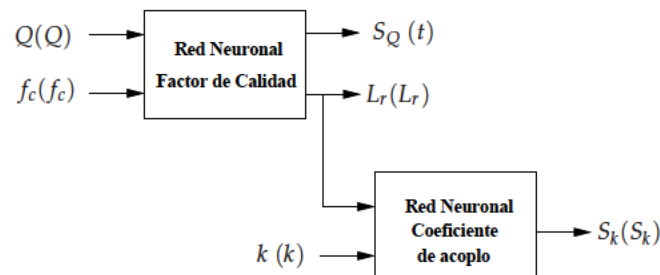 Q(Q)
f_c(f_c)
Red Neuronal
Factor de Calidad
S_Q (t)
L_r(L_r)
k (k)
Red Neuronal
Coeficiente
de acoplo
S_k(S_k)